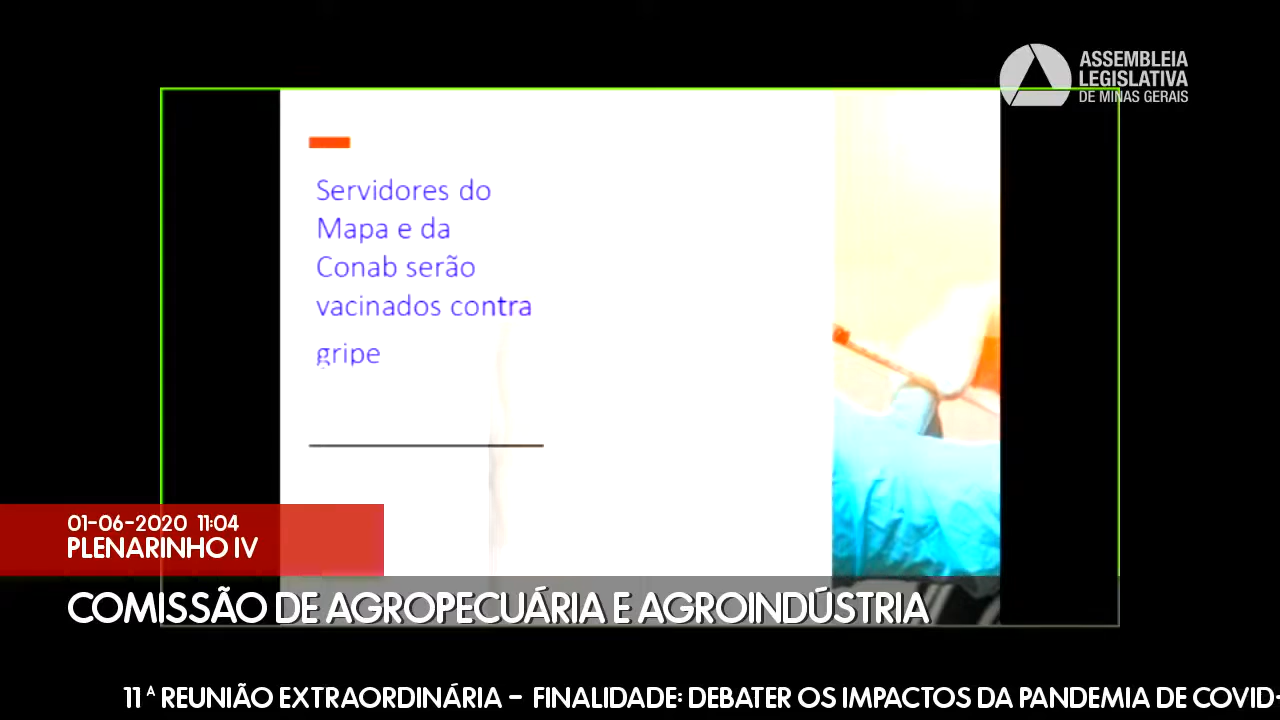 ASSEMBLEIA
LEGISLATIVA
DE MINAS GERAIS
Servidores do
Mapa e da
Conab serão
vacinados contra
gripe
01-06-2020 11:04
PLENARINHO IV
COMISSÃO DE AGROPECUÁRIA E AGROINDÚSTRIA
11ª REUNIÃO EXTRAORDINÁRIA - FINALIDADE: DEBATER OS IMPACTOS DA PANDEMIA DE COVID-